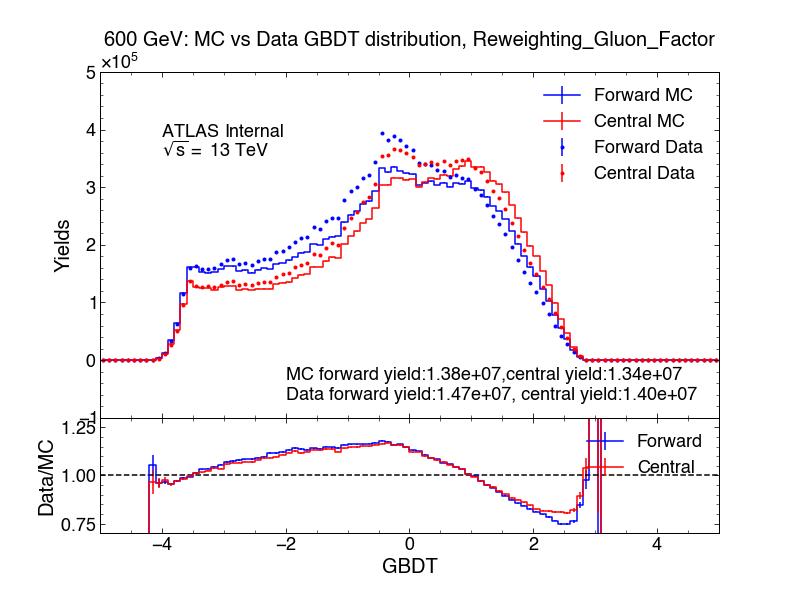 600 GeV: MC vs Data GBDT distribution, Reweighting_Gluon_Factor
×10⁵
5
4
3
2
1
0
−1
Yields
ATLAS Internal
√s = 13 TeV
Forward MC
Central MC
Forward Data
Central Data
MC forward yield:1.38e+07,central yield:1.34e+07
Data forward yield:1.47e+07, central yield:1.40e+07
1.25
1.00
0.75
Data/MC
Forward
Central
−4
−2
0
2
4
GBDT